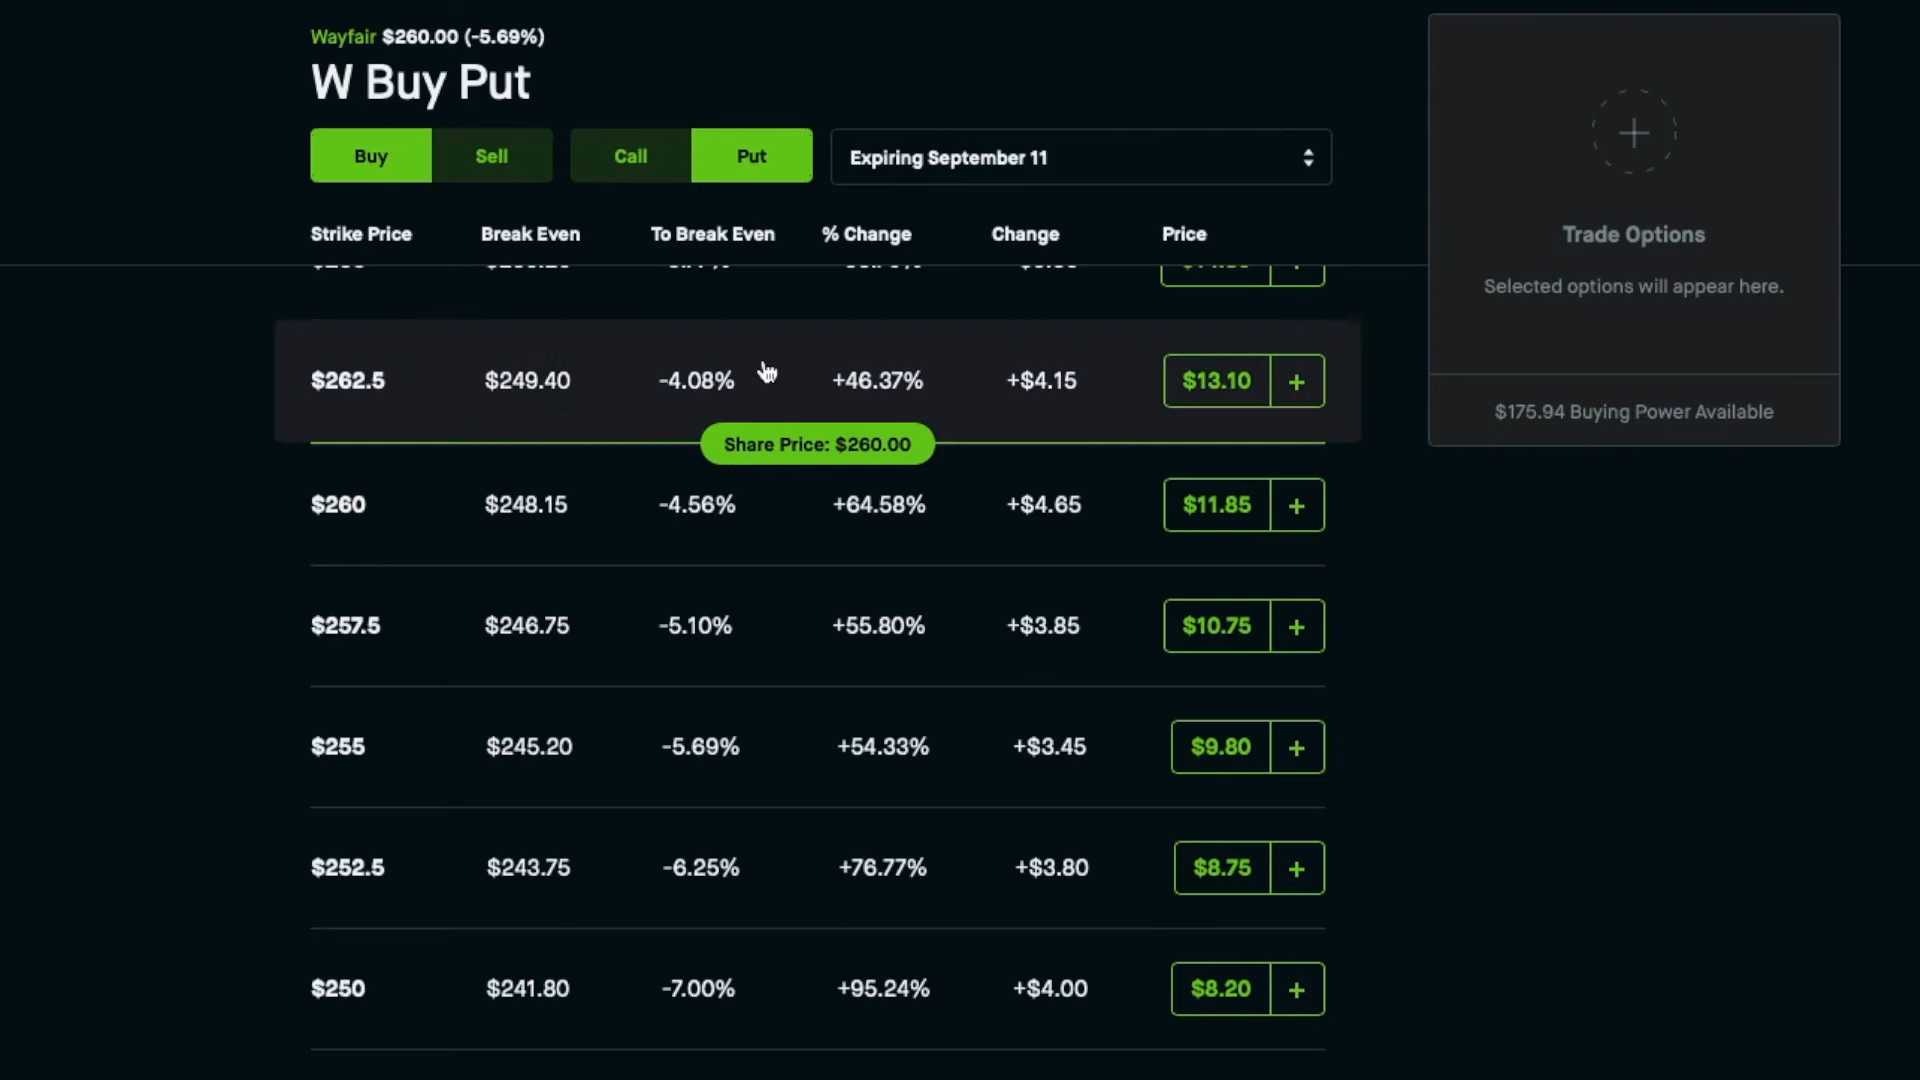 Wayfair $260.00 (-5.69%)
W Buy Put
Buy Sell Call Put Expiring September 11
Strike Price Break Even To Break Even % Change Change Price
$262.5 $249.40 -4.08% +46.37% +$4.15 $13.10 +
Share Price: $260.00
$260 $248.15 -4.56% +64.58% +$4.65 $11.85 +
$257.5 $246.75 -5.10% +55.80% +$3.85 $10.75 +
$255 $245.20 -5.69% +54.33% +$3.45 $9.80 +
$252.5 $243.75 -6.25% +76.77% +$3.80 $8.75 +
$250 $241.80 -7.00% +95.24% +$4.00 $8.20 +
Trade Options
Selected options will appear here.
$175.94 Buying Power Available